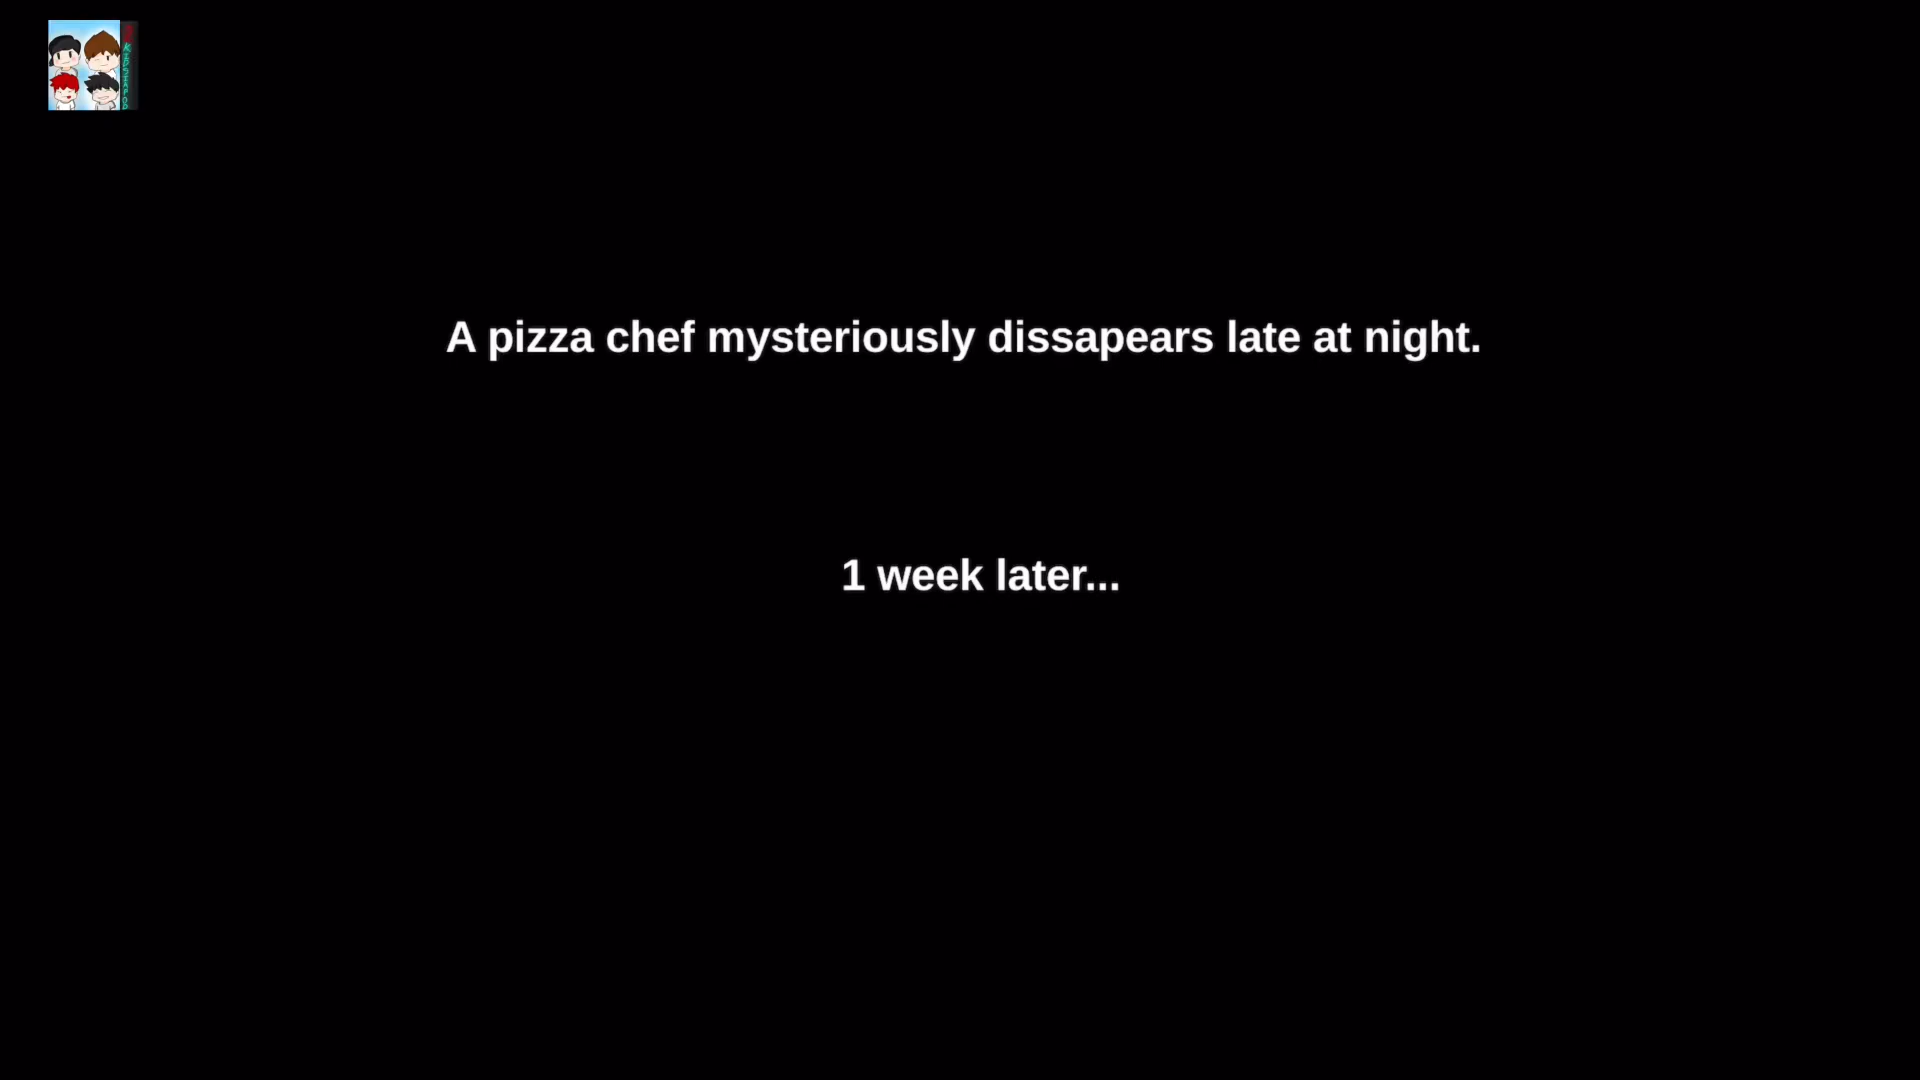 A pizza chef mysteriously dissapears late at night.
1 week later...